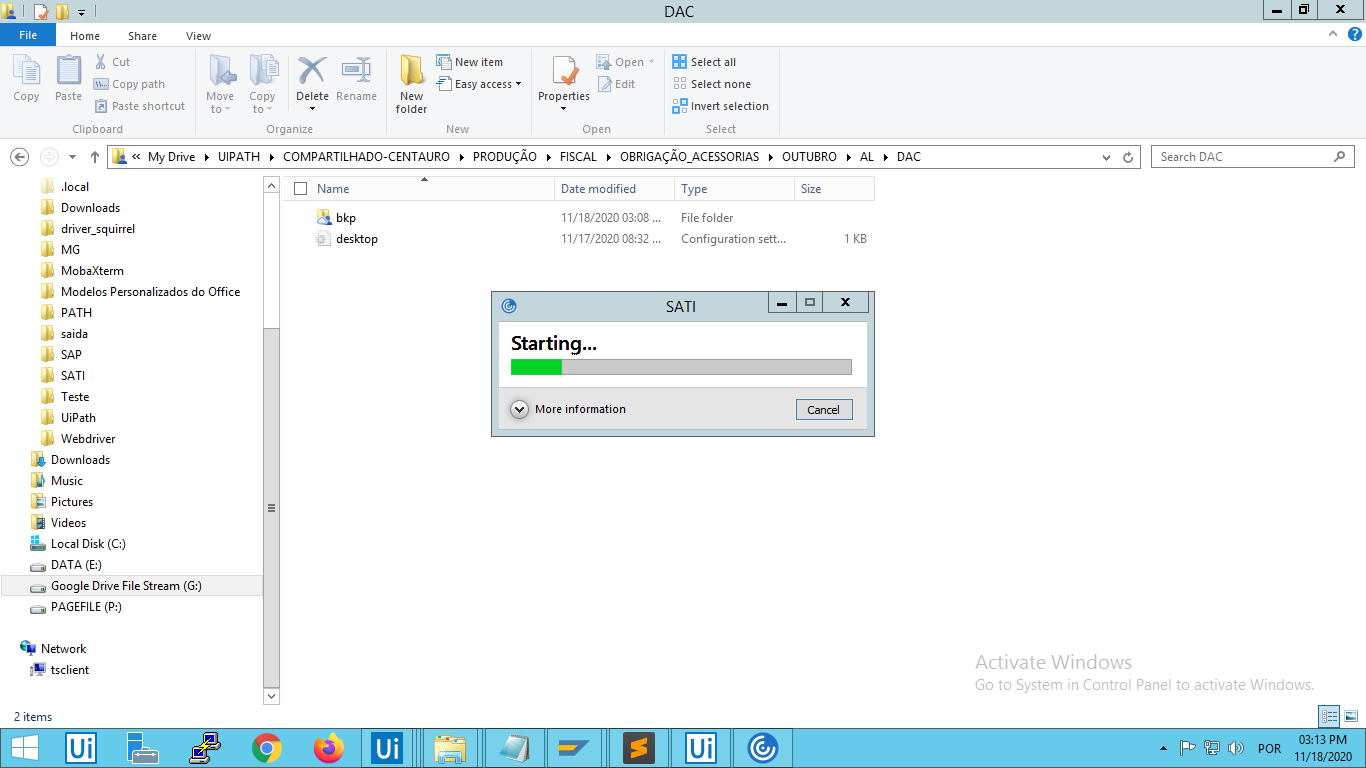 DAC
File Home Share View
Copy
Paste
Cut
Copy path
Paste shortcut
Clipboard
Move to
Copy to
Delete
Rename
Organize
New folder
New item
Easy access
New
Properties
Open
Edit
Open
Select all
Select none
Invert selection
Select
« My Drive UIPATH COMPARTILHADO-CENTAURO PRODUÇÃO FISCAL OBRIGAÇÃO_ACESSORIAS OUTUBRO AL DAC
Search DAC
Name Date modified Type Size
bkp 11/18/2020 03:08 ... File folder
desktop 11/17/2020 08:32 ... Configuration sett... 1 KB
.local
Downloads
driver_squirrel
MG
MobaXterm
Modelos Personalizados do Office
PATH
saida
SAP
SATI
Teste
UiPath
Webdriver
Downloads
Music
Pictures
Videos
Local Disk (C:)
DATA (E:)
Google Drive File Stream (G:)
PAGEFILE (P:)
Network
tsclient
SATI
Starting...
More information
Cancel
Activate Windows
Go to System in Control Panel to activate Windows.
2 items
Ui
Ui
Ui
POR
03:13 PM
11/18/2020